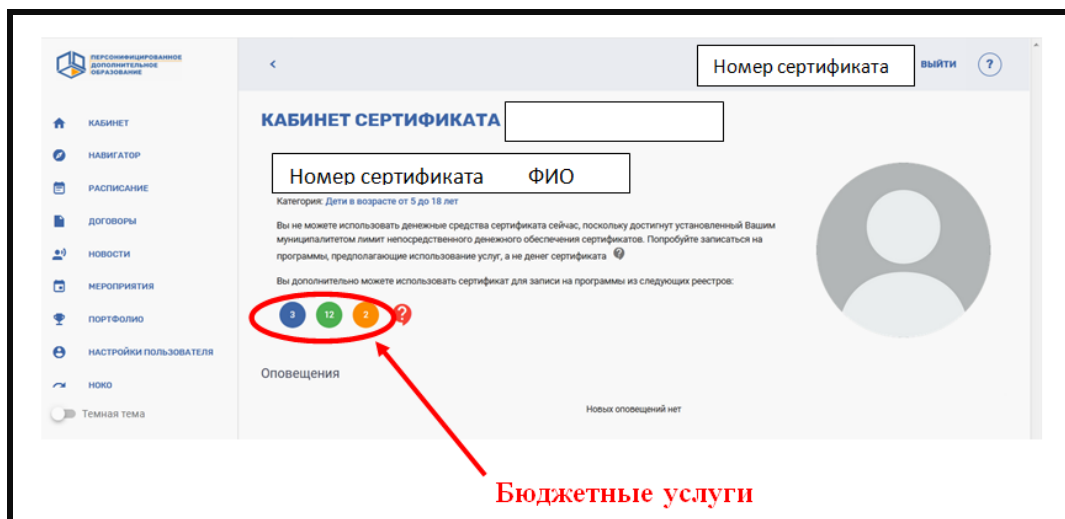 ПЕРСОНИФИЦИРОВАННОЕ
ДОПОЛНИТЕЛЬНОЕ
ОБРАЗОВАНИЕ
<
Номер сертификата
ВЫЙТИ
?
КАБИНЕТ
НАВИГАТОР
РАСПИСАНИЕ
ДОГОВОРЫ
НОВОСТИ
МЕРОПРИЯТИЯ
ПОРТФОЛИО
НАСТРОЙКИ ПОЛЬЗОВАТЕЛЯ
НОКО
Темная тема
КАБИНЕТ СЕРТИФИКАТА
Номер сертификата ФИО
Категория: Дети в возрасте от 5 до 18 лет
Вы не можете использовать денежные средства сертификата сейчас, поскольку достигнут установленный Вашим
муниципалитетом лимит непосредственного денежного обеспечения сертификатов. Попробуйте записаться на
программы, предполагающие использование услуг, а не денег сертификата ?
Вы дополнительно можете использовать сертификат для записи на программы из следующих реестров:
3 12 2 ?
Оповещения
Новых оповещений нет
Бюджетные услуги